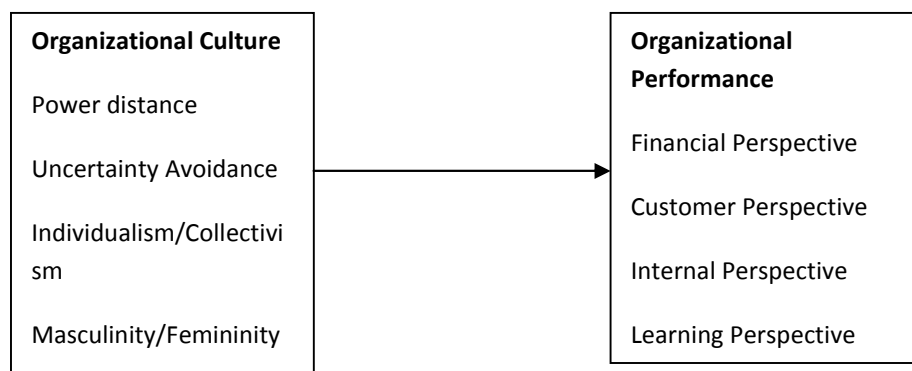 Organizational Culture
Power distance
Uncertainty Avoidance
Individualism/Collectivi
sm
Masculinity/Femininity
Organizational
Performance
Financial Perspective
Customer Perspective
Internal Perspective
Learning Perspective